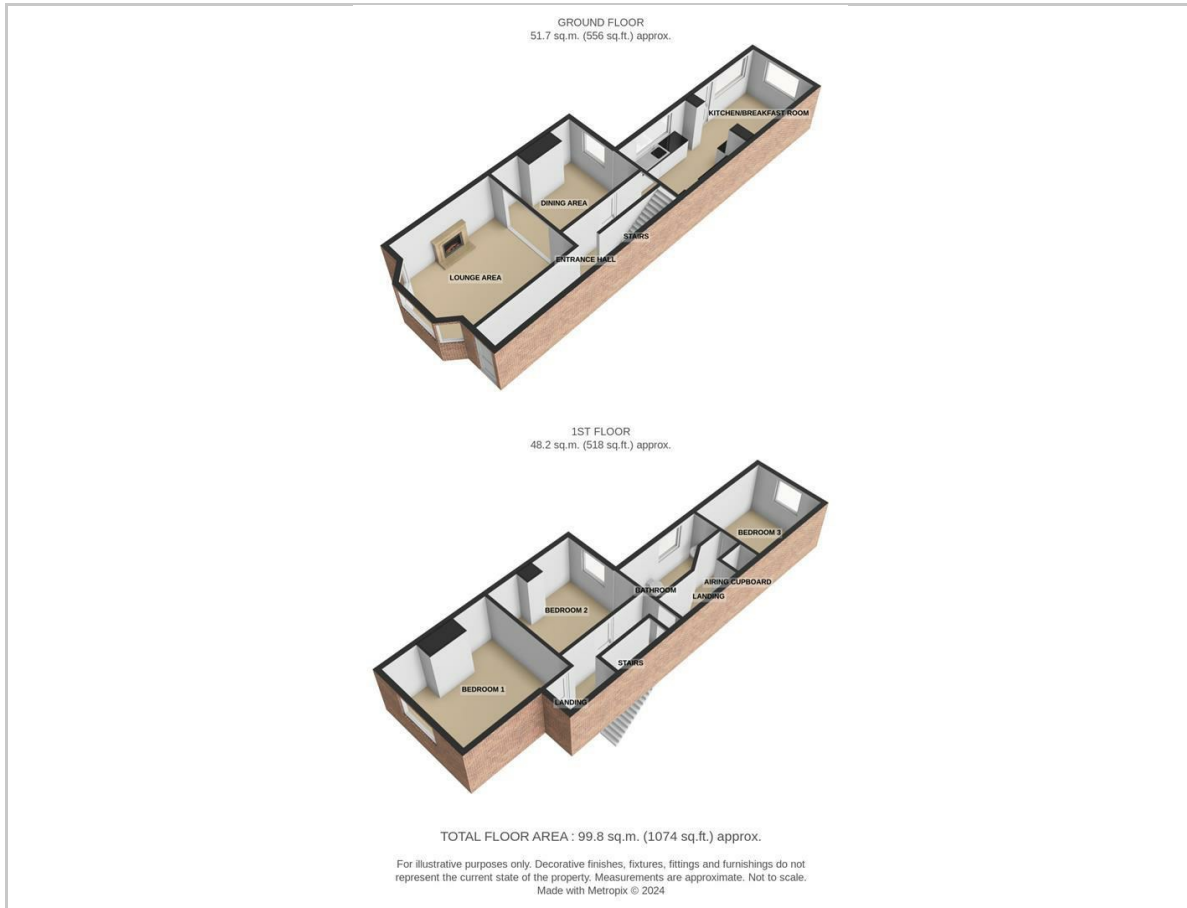 GROUND FLOOR
51.7 sq.m. (556 sq.ft.) approx.
KITCHEN/BREAKFAST ROOM
DINING AREA
STAIRS
ENTRANCE HALL
LOUNGE AREA
1ST FLOOR
48.2 sq.m. (518 sq.ft.) approx.
BEDROOM 3
AIRING CUPBOARD
BATHROOM
LANDING
BEDROOM 2
STAIRS
BEDROOM 1
LANDING
TOTAL FLOOR AREA : 99.8 sq.m. (1074 sq.ft.) approx.
For illustrative purposes only. Decorative finishes, fixtures, fittings and furnishings do not
represent the current state of the property. Measurements are approximate. Not to scale.
Made with Metropix © 2024